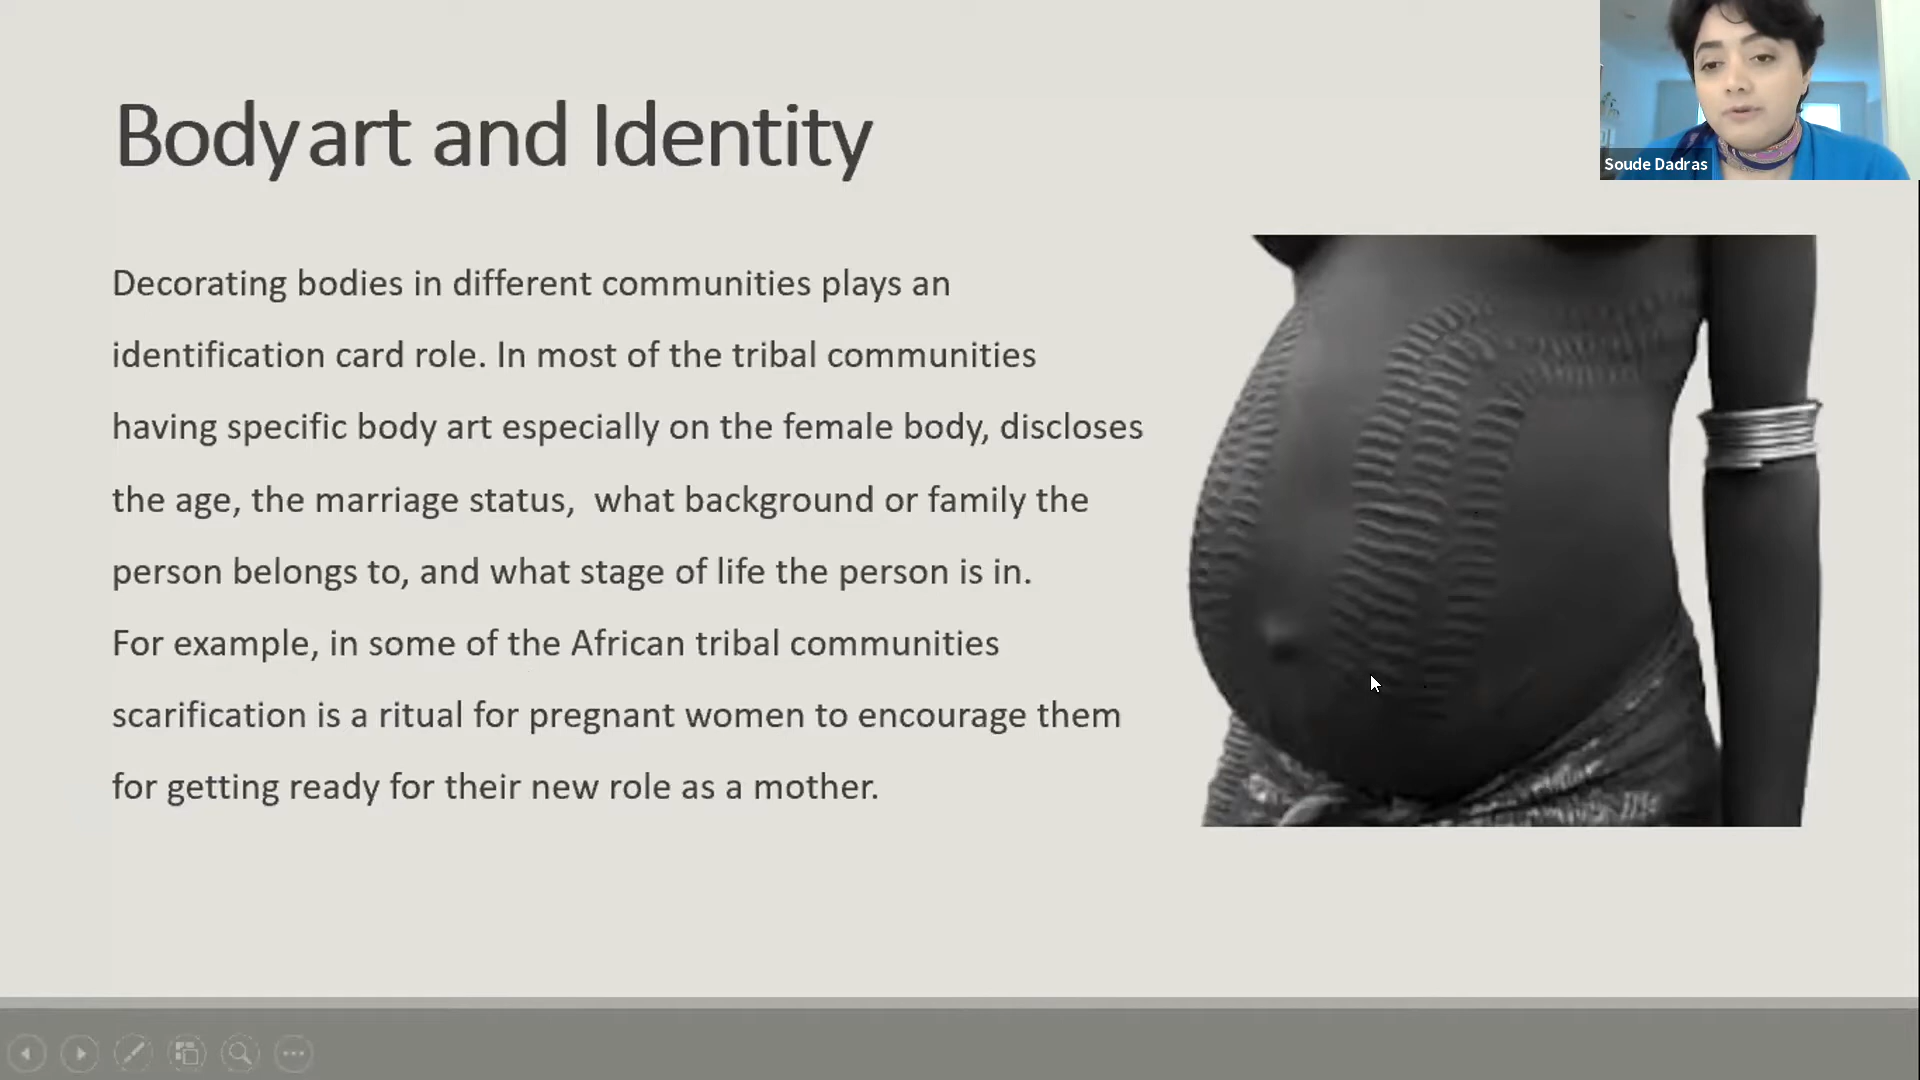 Body art and Identity
Soude Dadras
Decorating bodies in different communities plays an
identification card role. In most of the tribal communities
having specific body art especially on the female body, discloses
the age, the marriage status,  what background or family the
person belongs to, and what stage of life the person is in.
For example, in some of the African tribal communities
scarification is a ritual for pregnant women to encourage them
for getting ready for their new role as a mother.